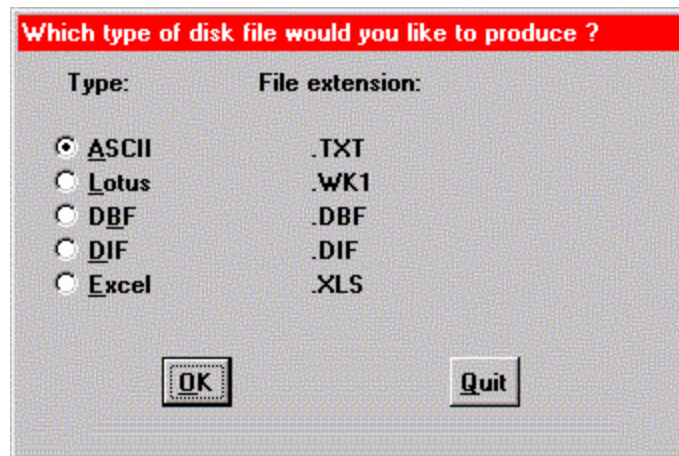 Which type of disk file would you like to produce ?
Type: File extension:
ASCII .TXT
Lotus .WK1
DBF .DBF
DIF .DIF
Excel .XLS
OK Quit